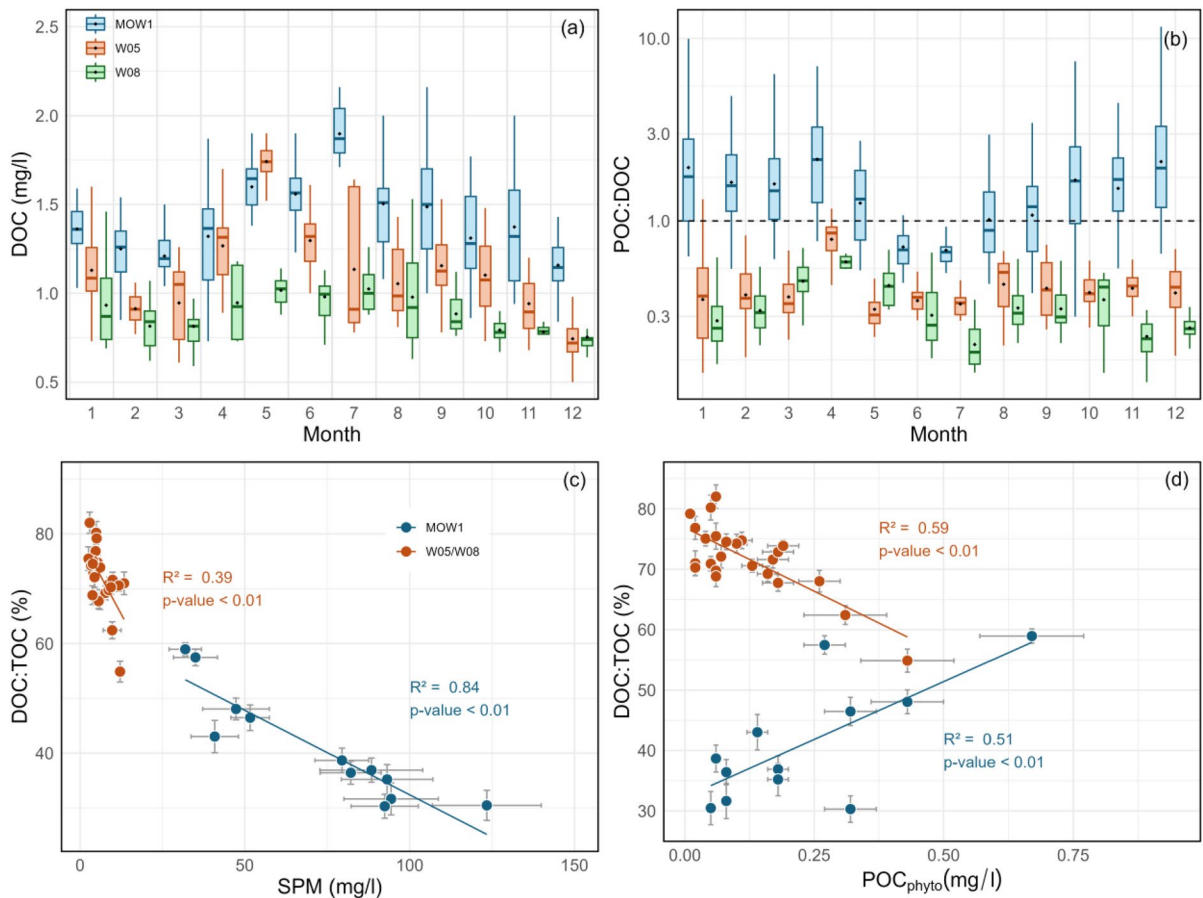 (a)
MOW1
W05
W08
2.5
2.0
1.5
1.0
0.5
DOC (mg/l)
1 2 3 4 5 6 7 8 9 10 11 12
Month
(b)
10.0
3.0
1.0
0.3
POC:DOC
1 2 3 4 5 6 7 8 9 10 11 12
Month
(c)
MOW1
W05/W08
R² = 0.39
p-value < 0.01
R² = 0.84
p-value < 0.01
80
60
40
DOC:TOC (%)
0 50 100 150
SPM (mg/l)
(d)
R² = 0.59
p-value < 0.01
R² = 0.51
p-value < 0.01
80
70
60
50
40
30
DOC:TOC (%)
0.00 0.25 0.50 0.75
POCphyto(mg/l)